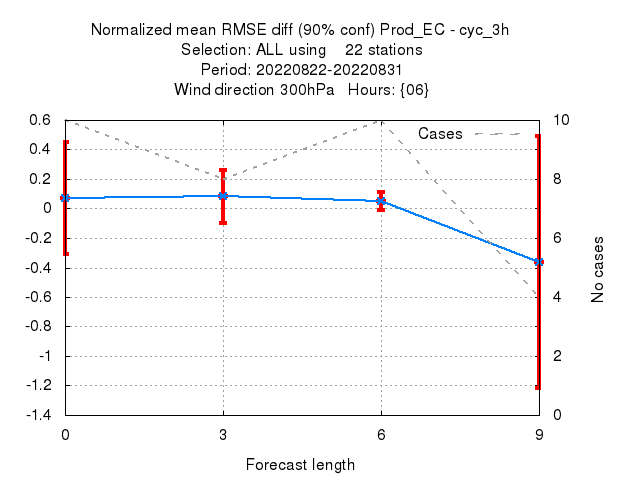 Normalized mean RMSE diff (90% conf) Prod_EC - cyc_3h
Selection: ALL using    22 stations
Period: 20220822-20220831
Wind direction 300hPa   Hours: {06}
Cases
0.6
0.4
0.2
0
-0.2
-0.4
-0.6
-0.8
-1
-1.2
-1.4
10
8
6
4
2
0
No cases
0 3 6 9
Forecast length